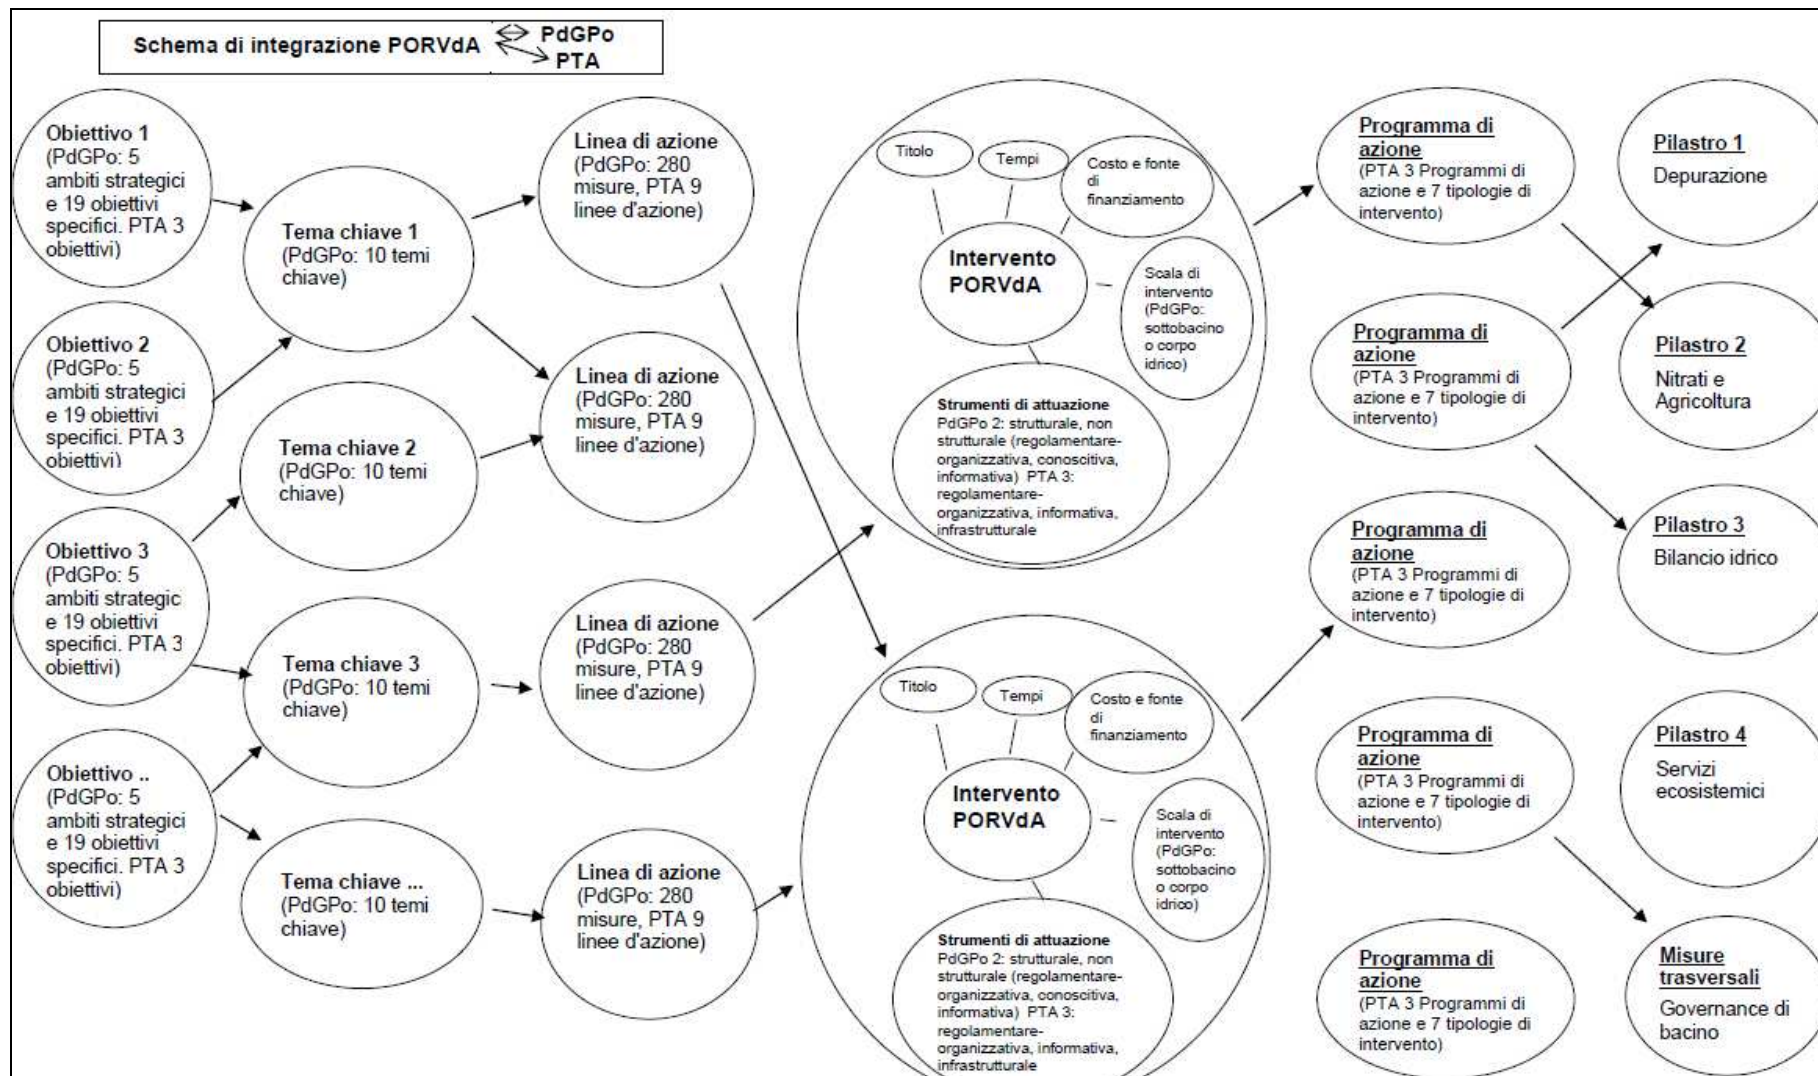 Schema di integrazione PORVdA
PdGPo
PTA
Obiettivo 1
(PdGPo: 5
ambiti strategici
e 19 obiettivi
specifici. PTA 3
obiettivi)
Obiettivo 2
(PdGPo: 5
ambiti strategici
e 19 obiettivi
specifici. PTA 3
obiettivi)
Obiettivo 3
(PdGPo: 5
ambiti strategici
e 19 obiettivi
specifici. PTA 3
obiettivi)
Obiettivo ..
(PdGPo: 5
ambiti strategici
e 19 obiettivi
specifici. PTA 3
obiettivi)
Tema chiave 1
(PdGPo: 10 temi
chiave)
Tema chiave 2
(PdGPo: 10 temi
chiave)
Tema chiave 3
(PdGPo: 10 temi
chiave)
Tema chiave ...
(PdGPo: 10 temi
chiave)
Linea di azione
(PdGPo: 280
misure, PTA 9
linee d'azione)
Linea di azione
(PdGPo: 280
misure, PTA 9
linee d'azione)
Linea di azione
(PdGPo: 280
misure, PTA 9
linee d'azione)
Linea di azione
(PdGPo: 280
misure, PTA 9
linee d'azione)
Titolo
Tempi
Costo e fonte
di
finanziamento
Intervento
PORVdA
Scala di
intervento
(PdGPo:
sottobacino
o corpo
idrico)
Strumenti di attuazione
PdGPo 2: strutturale, non
strutturale (regolamentare-
organizzativa, conoscitiva,
informativa) PTA 3:
regolamentare-
organizzativa, informativa,
infrastrutturale
Titolo
Tempi
Costo e fonte
di
finanziamento
Intervento
PORVdA
Scala di
intervento
(PdGPo:
sottobacino
o corpo
idrico)
Strumenti di attuazione
PdGPo 2: strutturale, non
strutturale (regolamentare-
organizzativa, conoscitiva,
informativa) PTA 3:
regolamentare-
organizzativa, informativa,
infrastrutturale
Programma di
azione
(PTA 3 Programmi di
azione e 7 tipologie di
intervento)
Programma di
azione
(PTA 3 Programmi di
azione e 7 tipologie di
intervento)
Programma di
azione
(PTA 3 Programmi di
azione e 7 tipologie di
intervento)
Programma di
azione
(PTA 3 Programmi di
azione e 7 tipologie di
intervento)
Programma di
azione
(PTA 3 Programmi di
azione e 7 tipologie di
intervento)
Pilastro 1
Depurazione
Pilastro 2
Nitrati e
Agricoltura
Pilastro 3
Bilancio idrico
Pilastro 4
Servizi
ecosistemici
Misure
trasversali
Governance di
bacino